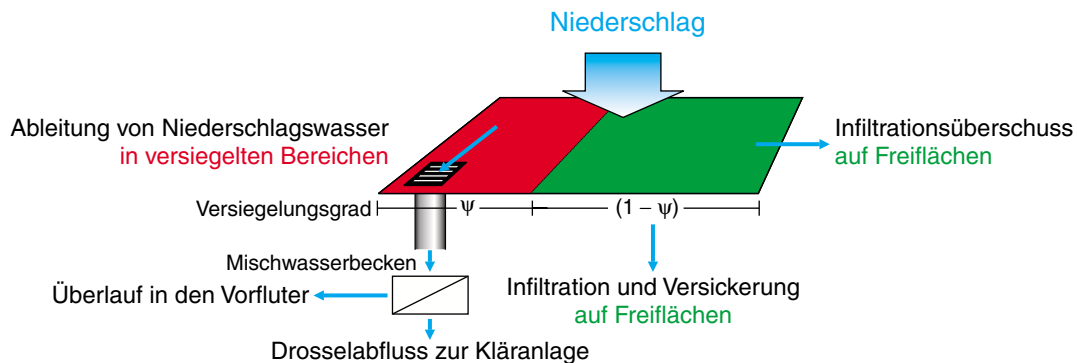 Niederschlag
Ableitung von Niederschlagswasser
in versiegelten Bereichen
Infiltrationsüberschuss
auf Freiflächen
Versiegelungsgrad
ψ
(1 – ψ)
Mischwasserbecken
Überlauf in den Vorfluter
Infiltration und Versickerung
auf Freiflächen
Drosselabfluss zur Kläranlage